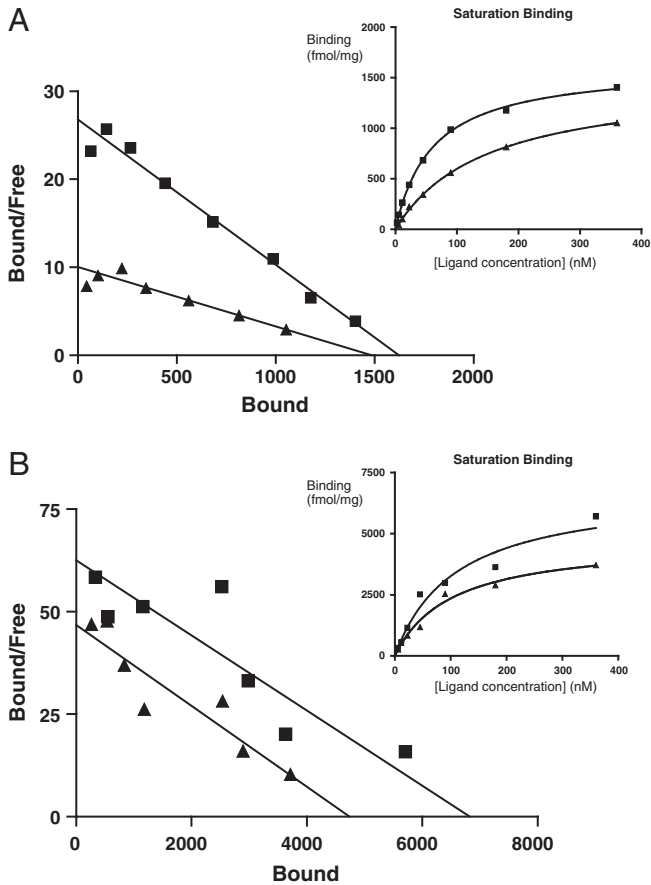 A
Saturation Binding
Binding
(fmol/mg)
2000
1500
1000
500
0
0
100
200
300
400
[Ligand concentration] (nM)
30
20
10
0
Bound/Free
0
500
1000
1500
2000
Bound
B
Saturation Binding
Binding
(fmol/mg)
7500
5000
2500
0
0
100
200
300
400
[Ligand concentration] (nM)
75
50
25
0
Bound/Free
0
2000
4000
6000
8000
Bound